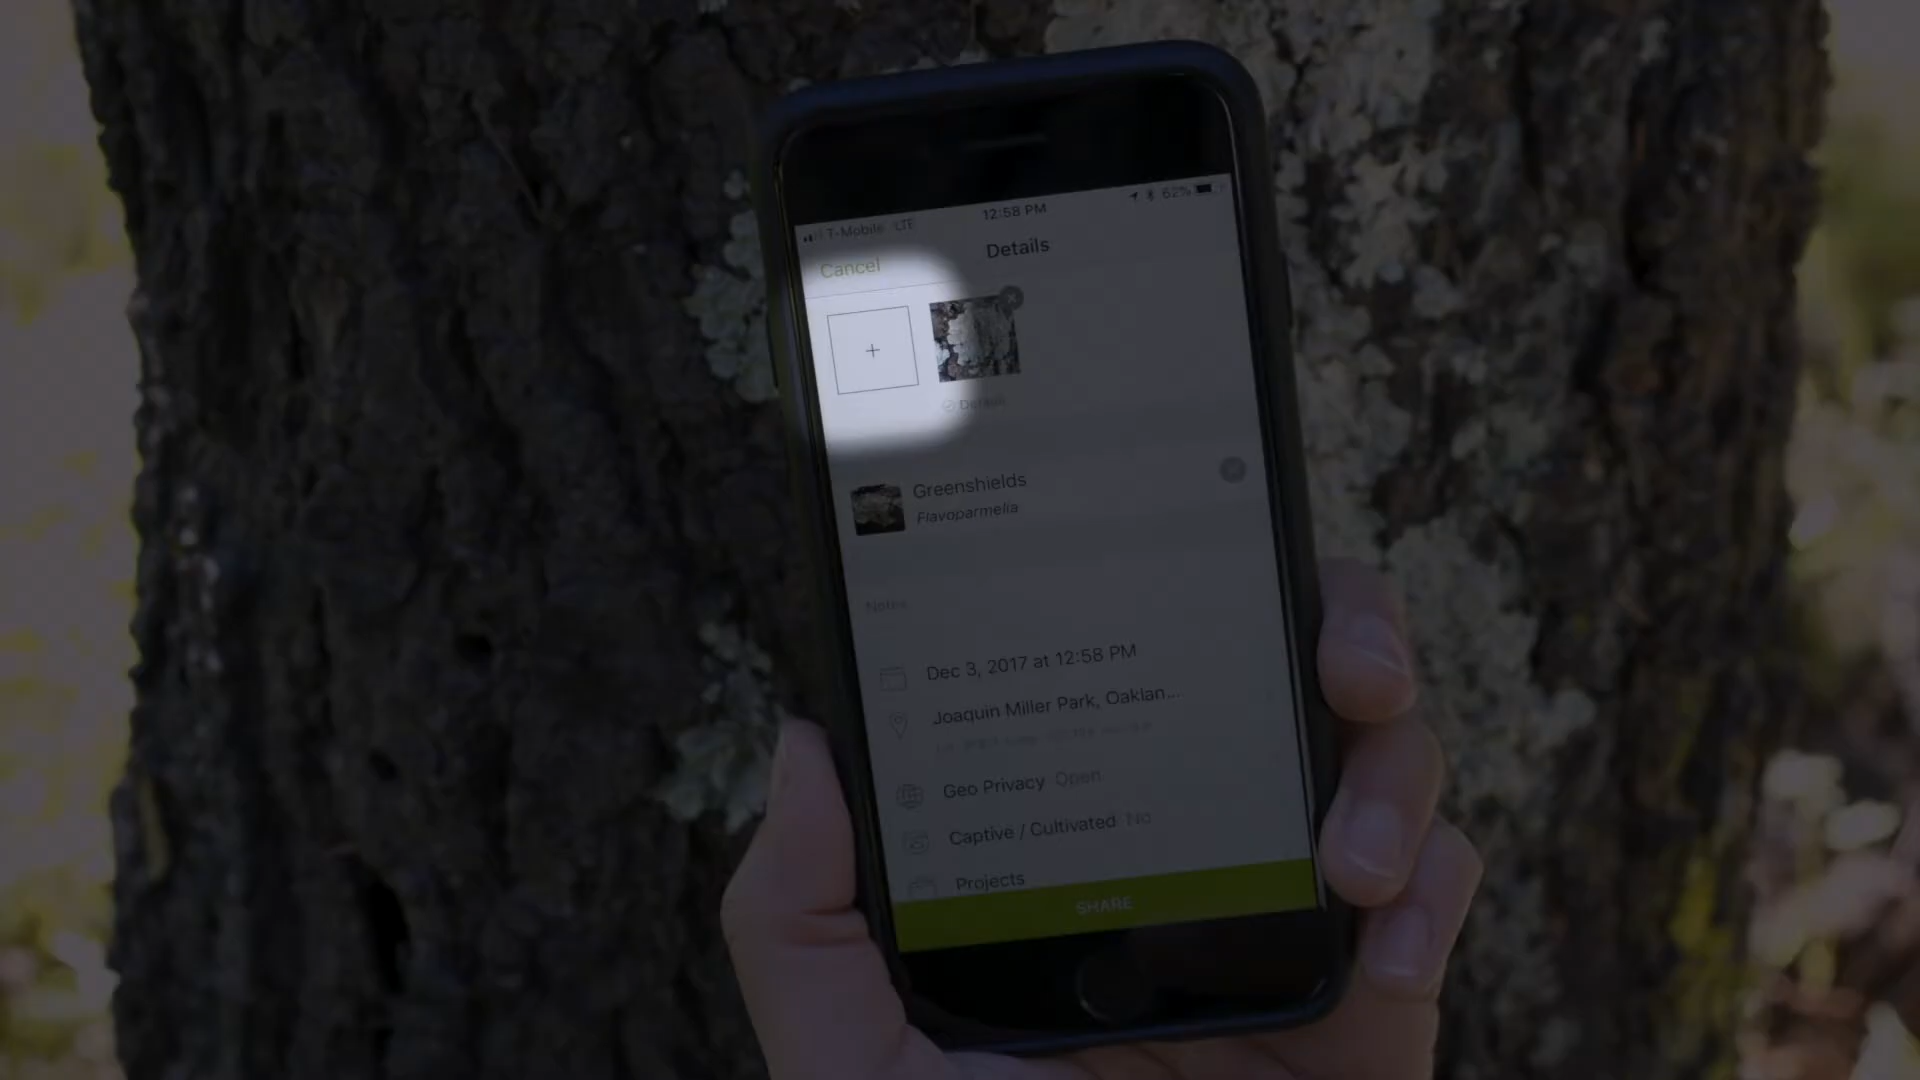 T-Mobile LTE 12:58 PM 62%
Cancel Details
+
Default
Greenshields
Flavoparmelia
Notes
Dec 3, 2017 at 12:58 PM
Joaquin Miller Park, Oaklan...
Geo Privacy Open
Captive / Cultivated No
Projects
SHARE